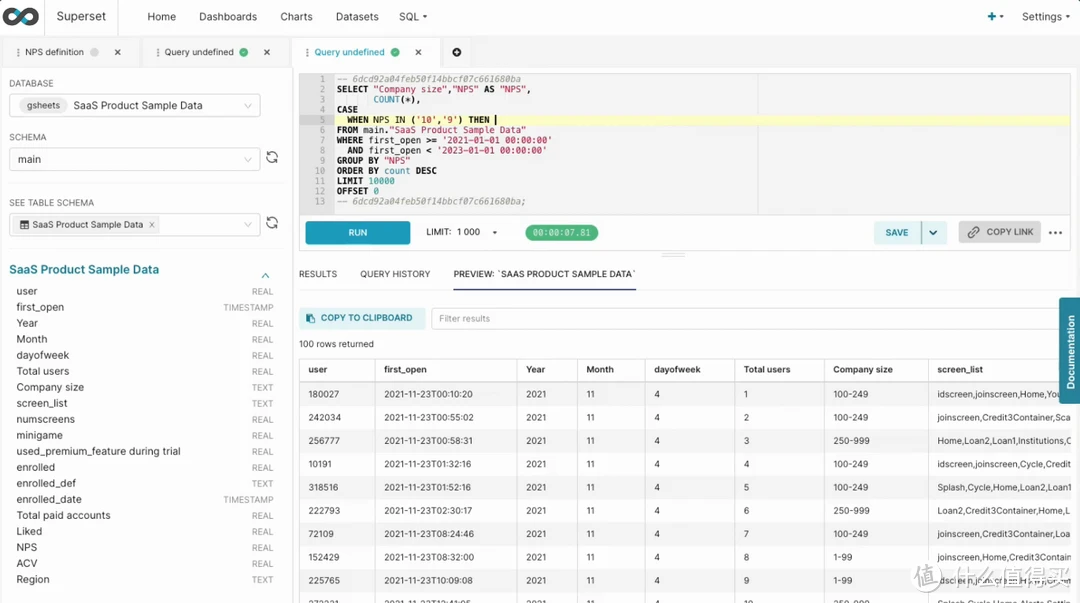 Superset
Home Dashboards Charts Datasets SQL Settings
NPS definition Query undefined Query undefined
DATABASE
gsheets SaaS Product Sample Data
SCHEMA
main
SEE TABLE SCHEMA
SaaS Product Sample Data
SaaS Product Sample Data
user REAL
first_open TIMESTAMP
Year REAL
Month REAL
dayofweek REAL
Total users REAL
Company size TEXT
screen_list TEXT
numscreens REAL
minigame REAL
used_premium_feature during trial REAL
enrolled REAL
enrolled_def TEXT
enrolled_date TIMESTAMP
Total paid accounts REAL
Liked REAL
NPS REAL
ACV REAL
Region TEXT
1 -- 6dcd92a04feb50f14bbcf07c661680ba
2 SELECT "Company size","NPS" AS "NPS",
3 COUNT(*),
4 CASE
5 WHEN NPS IN ('10','9') THEN
6 FROM main."SaaS Product Sample Data"
7 WHERE first_open >= '2021-01-01 00:00:00'
8 AND first_open < '2023-01-01 00:00:00'
9 GROUP BY "NPS"
10 ORDER BY count DESC
11 LIMIT 10000
12 OFFSET 0
13 -- 6dcd92a04feb50f14bbcf07c661680ba;
RUN LIMIT: 1 000 00:00:07.81 SAVE COPY LINK
RESULTS QUERY HISTORY PREVIEW: `SAAS PRODUCT SAMPLE DATA`
COPY TO CLIPBOARD Filter results
100 rows returned
user first_open Year Month dayofweek Total users Company size screen_list
180027 2021-11-23T00:10:20 2021 11 4 1 100-249 idscreen,joinscreen,Home,You
242034 2021-11-23T00:55:02 2021 11 4 2 100-249 joinscreen,Credit3Container,Sca
256777 2021-11-23T00:58:31 2021 11 4 3 250-999 Home,Loan2,Loan1,Institutions,C
10191 2021-11-23T01:32:16 2021 11 4 4 100-249 idscreen,joinscreen,Cycle,Credit
318516 2021-11-23T01:52:16 2021 11 4 5 100-249 Splash,Cycle,Home,Loan2,Loan1
222793 2021-11-23T02:30:17 2021 11 4 6 250-999 Loan2,Credit3Container,Home,L
72109 2021-11-23T08:24:46 2021 11 4 7 100-249 joinscreen,Credit3Container,Loa
152429 2021-11-23T08:32:00 2021 11 4 8 1-99 joinscreen,Home,Credit3Contain
225765 2021-11-23T10:09:08 2021 11 4 9 1-99
Documentation
值 什么值得买